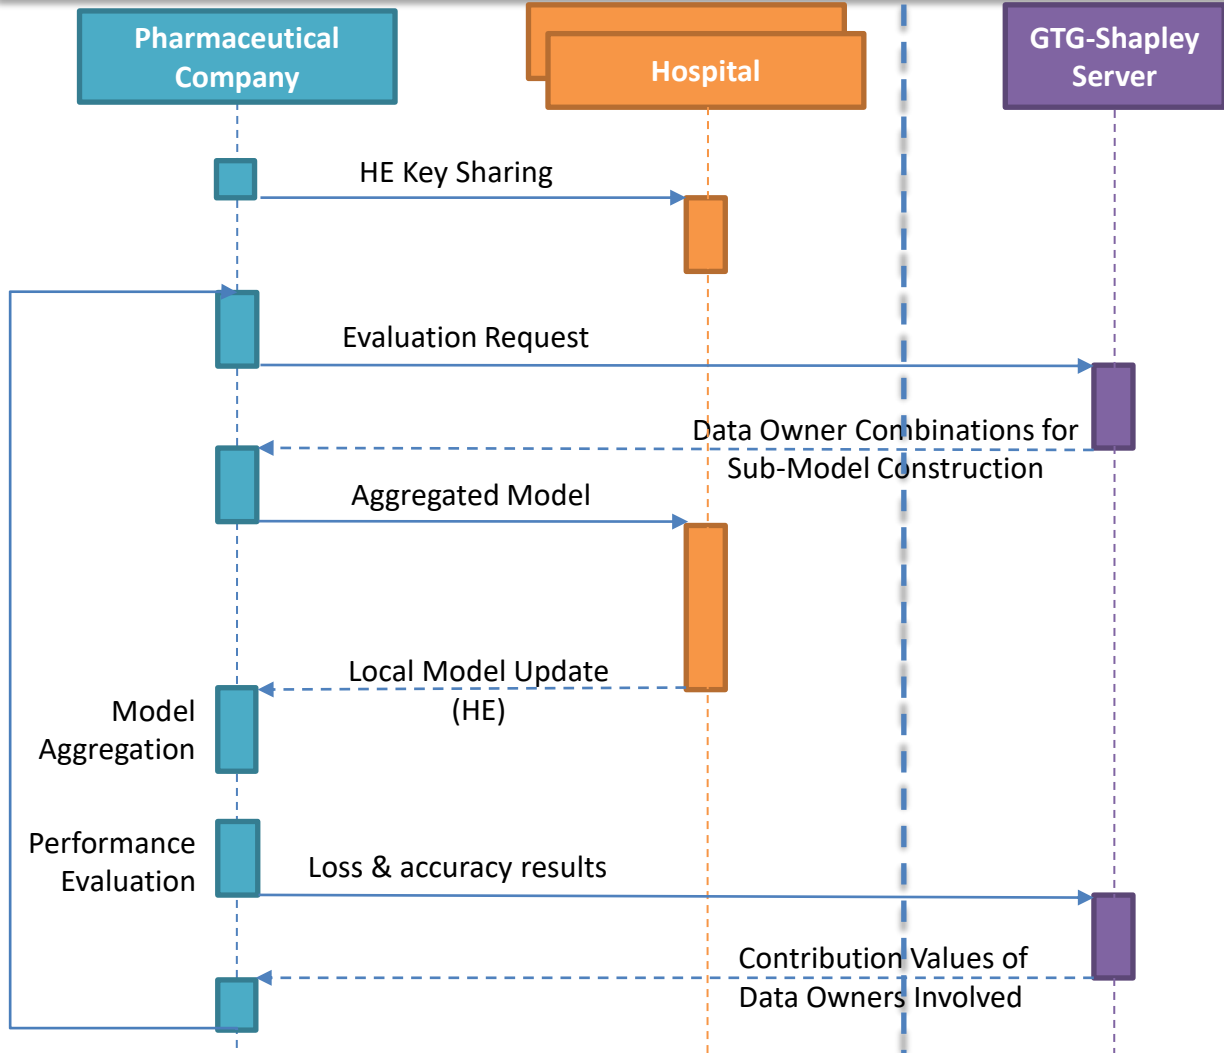 Pharmaceutical
Company
Hospital
GTG-Shapley
Server
HE Key Sharing
Evaluation Request
Data Owner Combinations for
Sub-Model Construction
Aggregated Model
Local Model Update
(HE)
Model
Aggregation
Performance
Evaluation
Loss & accuracy results
Contribution Values of
Data Owners Involved